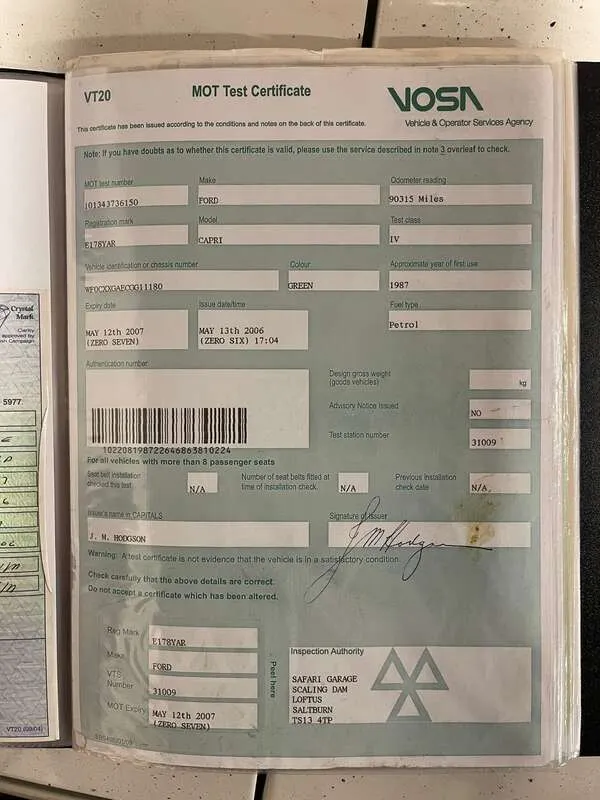 VT20
MOT Test Certificate
VOSA
Vehicle & Operator Services Agency
This certificate has been issued according to the conditions and notes on the back of this certificate.
Note: If you have doubts as to whether this certificate is valid, please use the service described in note 3 overleaf to check.
MOT test number
101343736150
Make
FORD
Odometer reading
90315 Miles
Registration mark
E178YAR
Model
CAPRI
Test class
IV
Vehicle identification or chassis number
WF0CXXGAECGG11180
Colour
GREEN
Approximate year of first use
1987
Expiry date
MAY 12th 2007
(ZERO SEVEN)
Issue date/time
MAY 13th 2006
(ZERO SIX) 17:04
Fuel type
Petrol
Authentication number
102208198722646863810224
Design gross weight
(goods vehicles)
kg
Advisory Notice Issued
NO
Test station number
31009
For all vehicles with more than 8 passenger seats
Seat belt installation
checked this test
N/A
Number of seat belts fitted at
time of installation check.
N/A
Previous Installation
check date
N/A
Issuer's name in CAPITALS
J. M. HODGSON
Signature of Issuer
J M Hodgson
Warning: A test certificate is not evidence that the vehicle is in a satisfactory condition.
Check carefully that the above details are correct.
Do not accept a certificate which has been altered.
Reg Mark
E178YAR
Make
FORD
VTS
Number
31009
MOT Expiry
MAY 12th 2007
(ZERO SEVEN)
Peel here
Inspection Authority
SAFARI GARAGE
SCALING DAM
LOFTUS
SALTBURN
TS13 4TP
Crystal
Mark
Clarity
approved by
5977
VT20 (09/04)